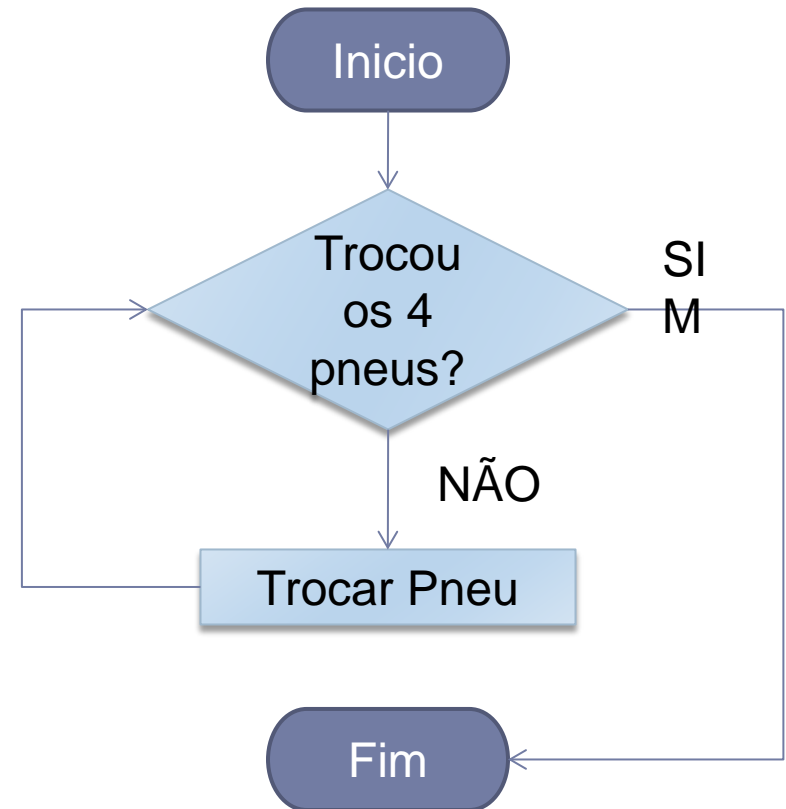 Inicio
Trocou
os 4
pneus?
SI
M
NÃO
Trocar Pneu
Fim